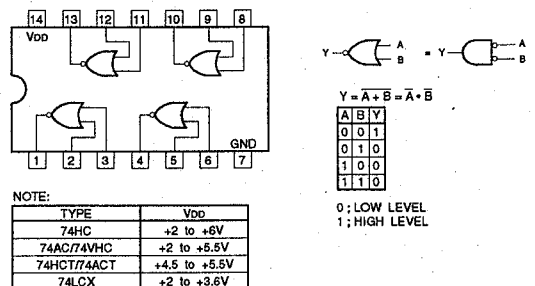 14 13 12 11 10 9 8
VDD
GND
1 2 3 4 5 6 7
Y A B = Y A B
Y = A + B = A • B
A B Y
0 0 1
0 1 0
1 0 0
1 1 0
0 ; LOW LEVEL
1 ; HIGH LEVEL
NOTE:
TYPE VDD
74HC +2 to +6V
74AC/74VHC +2 to +5.5V
74HCT/74ACT +4.5 to +5.5V
74LCX +2 to +3.6V